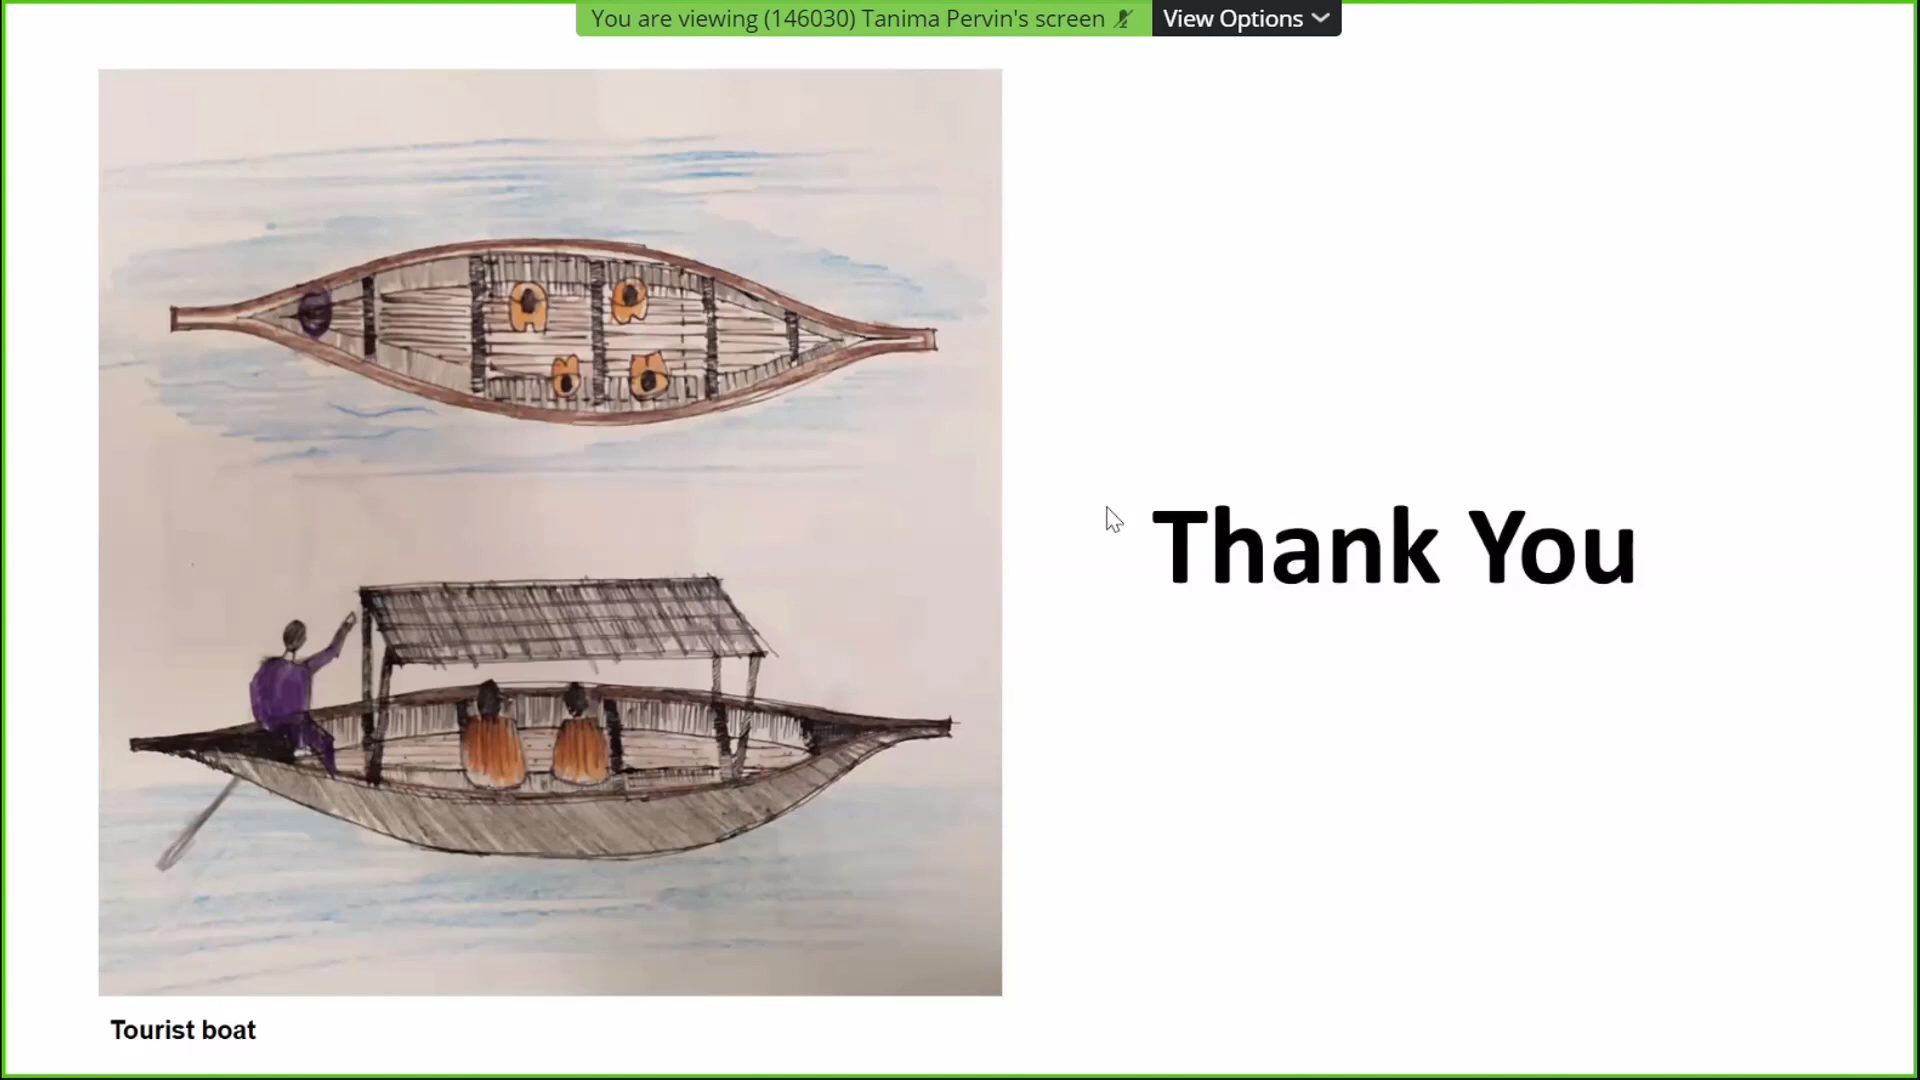 You are viewing (146030) Tanima Pervin's screen
View Options
Thank You
Tourist boat